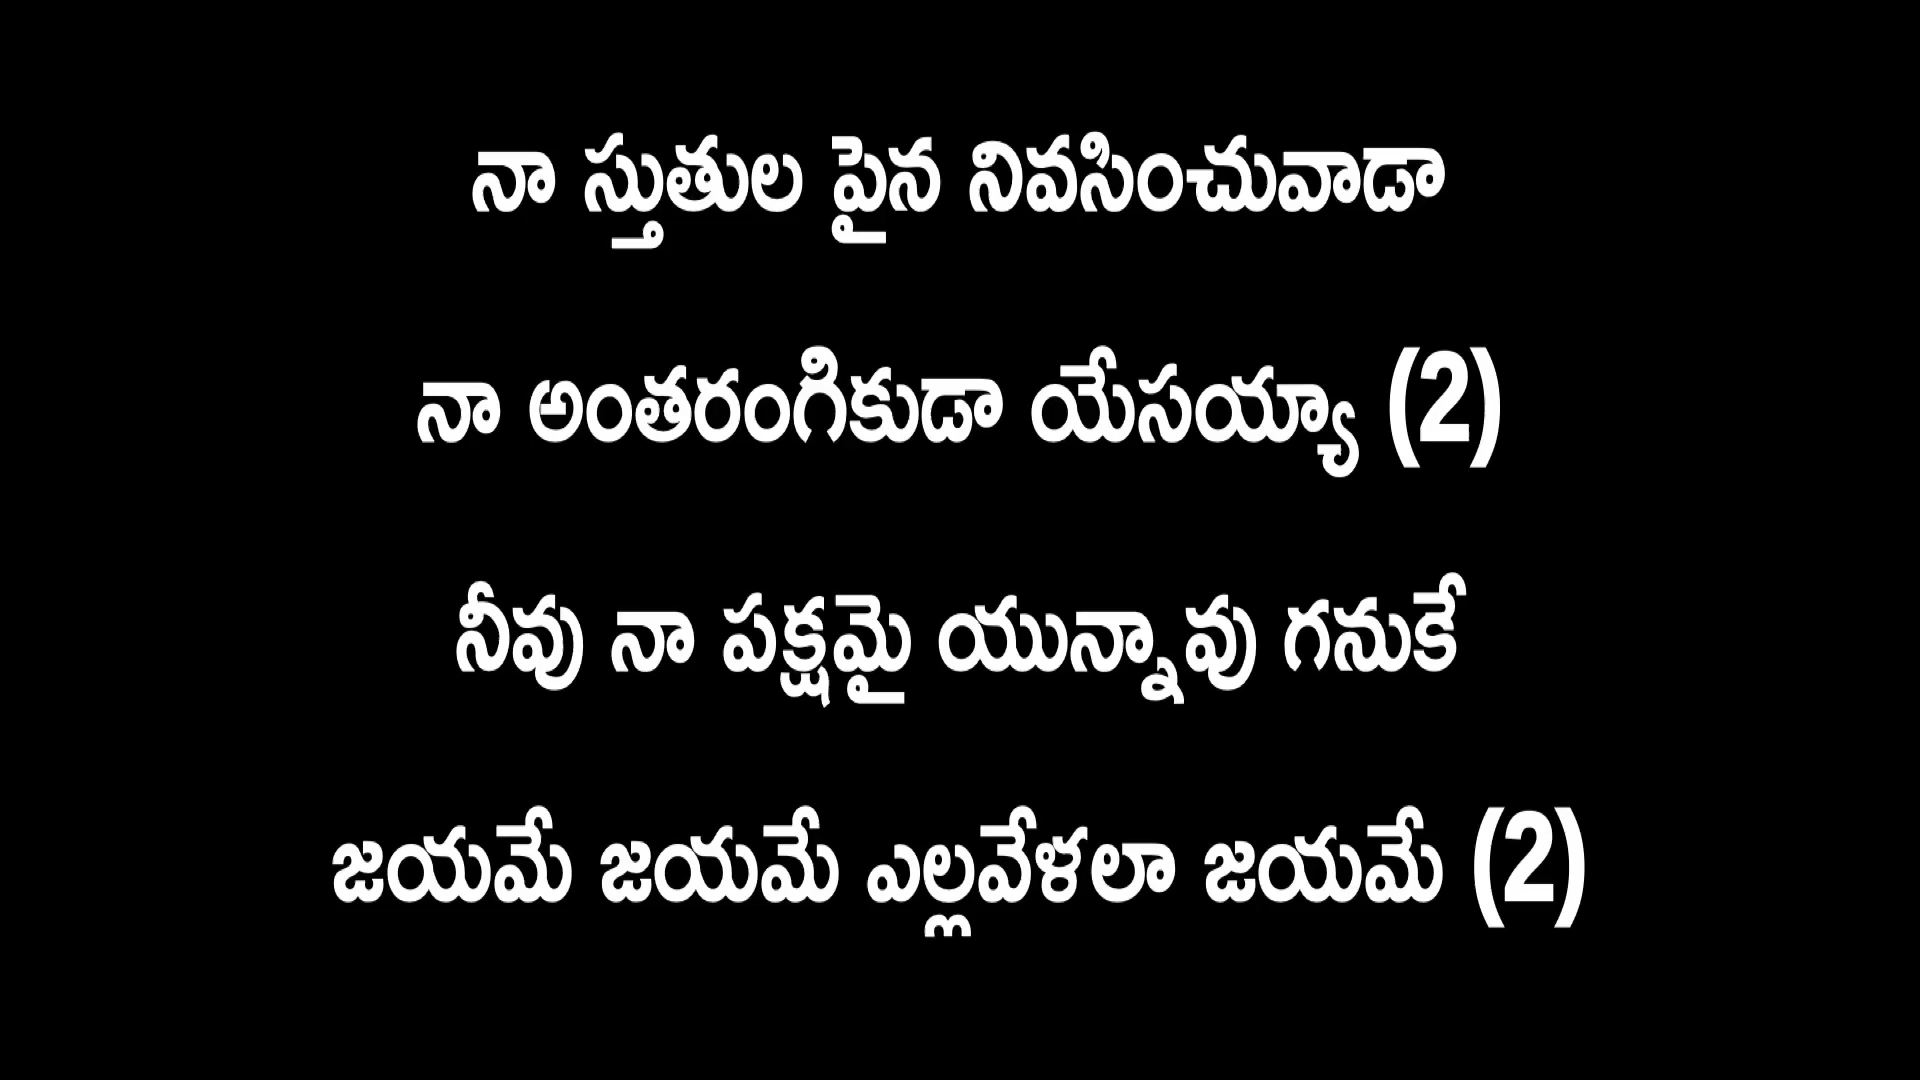 నా స్తుతుల పైన నివసించువాడా
నా అంతరంగికుడా యేసయ్యా (2)
నీవు నా పక్షమై యున్నావు గనుకే
జయమే జయమే ఎల్లవేళలా జయమే (2)